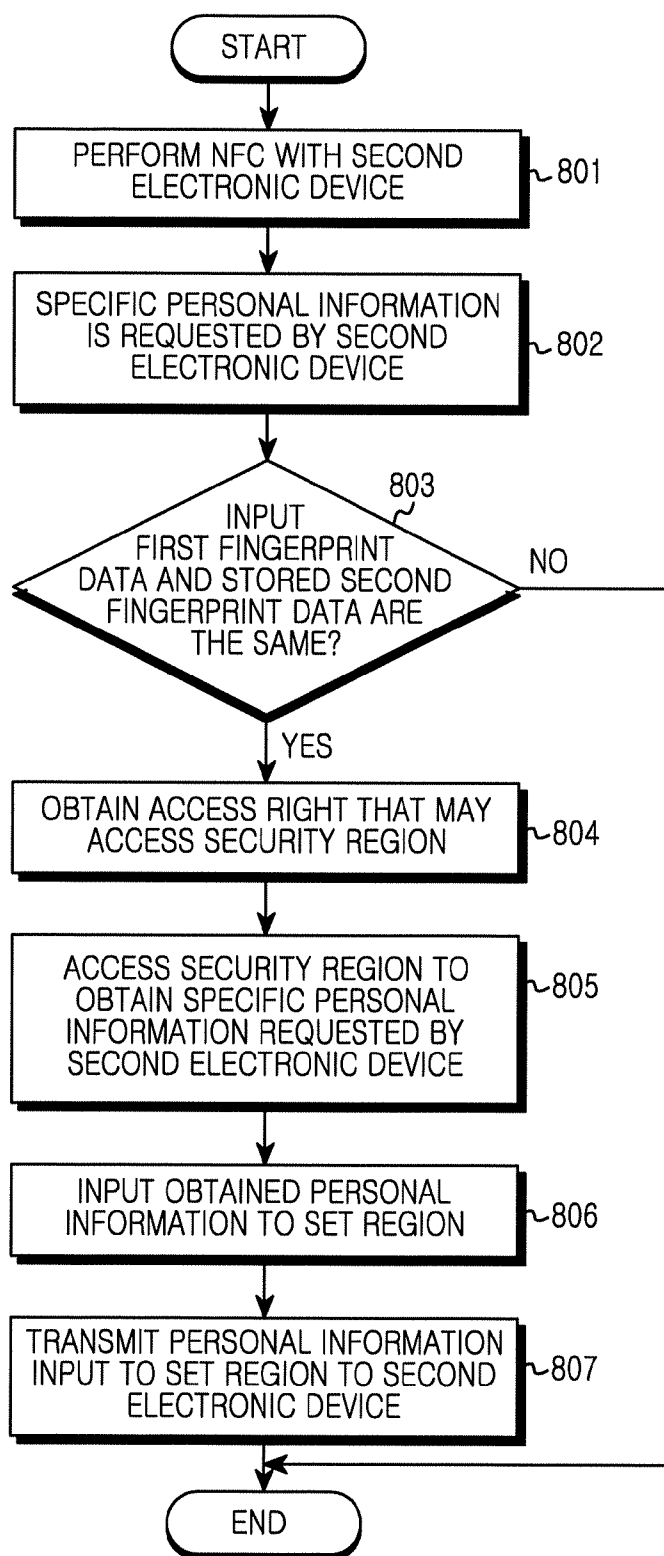 START
PERFORM NFC WITH SECOND
ELECTRONIC DEVICE
801
SPECIFIC PERSONAL INFORMATION
IS REQUESTED BY SECOND
ELECTRONIC DEVICE
802
803
INPUT
FIRST FINGERPRINT
DATA AND STORED SECOND
FINGERPRINT DATA ARE
THE SAME?
NO
YES
OBTAIN ACCESS RIGHT THAT MAY
ACCESS SECURITY REGION
804
ACCESS SECURITY REGION TO
OBTAIN SPECIFIC PERSONAL
INFORMATION REQUESTED BY
SECOND ELECTRONIC DEVICE
805
INPUT OBTAINED PERSONAL
INFORMATION TO SET REGION
806
TRANSMIT PERSONAL INFORMATION
INPUT TO SET REGION TO SECOND
ELECTRONIC DEVICE
807
END